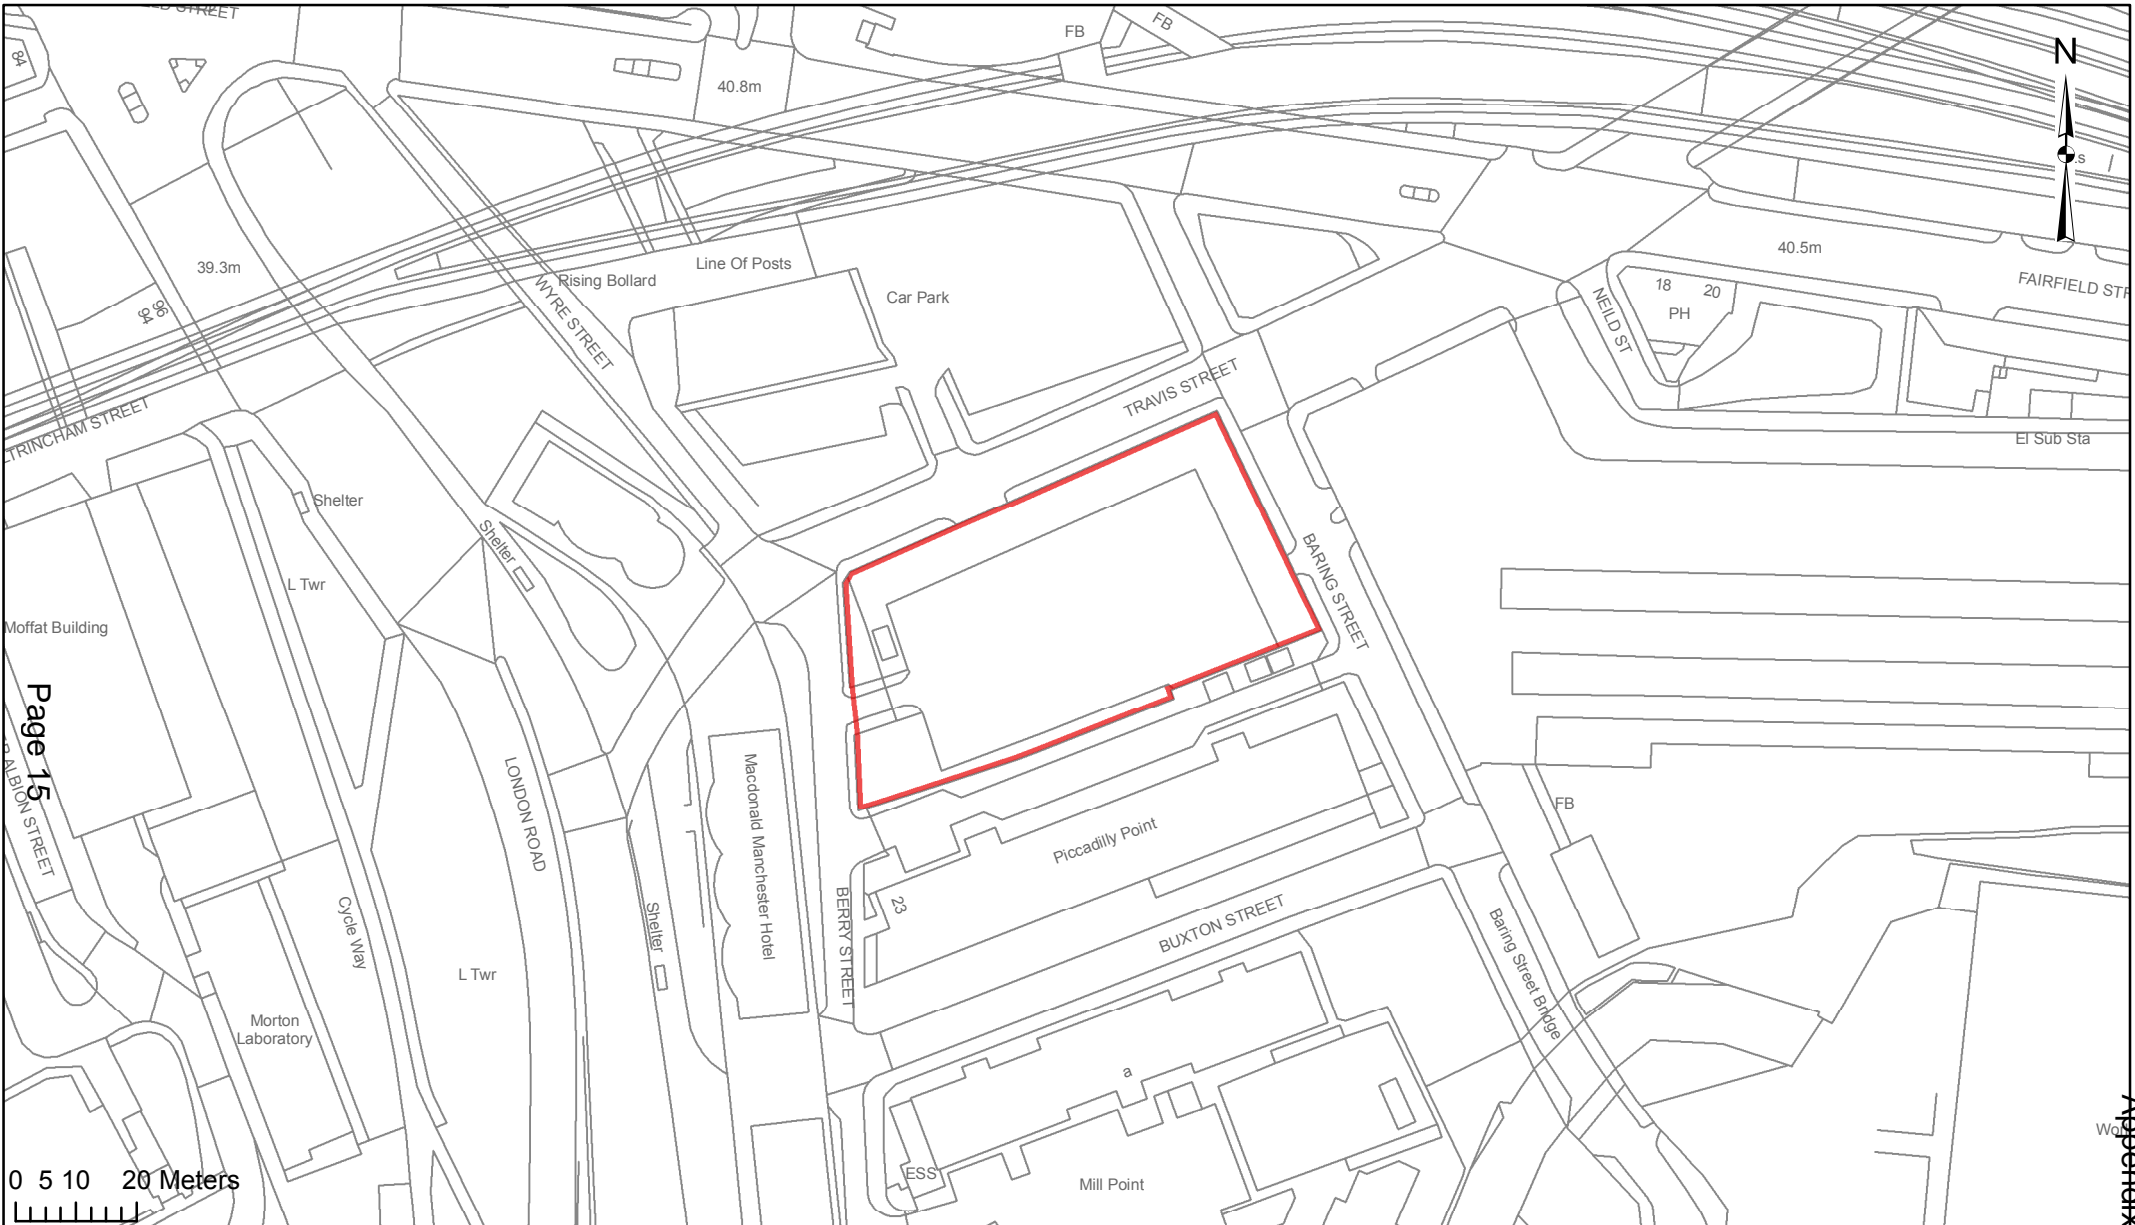 FB
FB
N
84
40.8m
39.3m
Line Of Posts
Rising Bollard
WYRE STREET
Car Park
40.5m
FAIRFIELD STR
18
20
PH
NEILD ST
96
94
TRAVIS STREET
LTRINCHAM STREET
El Sub Sta
Shelter
Shelter
L Twr
BARING STREET
Moffat Building
Page 15
ALBION STREET
LONDON ROAD
Macdonald Manchester Hotel
FB
Piccadilly Point
23
BERRY STREET
BUXTON STREET
Cycle Way
Shelter
L Twr
Baring Street Bridge
Morton
Laboratory
a
ESS
Mill Point
0 5 10 20 Meters
Appendix